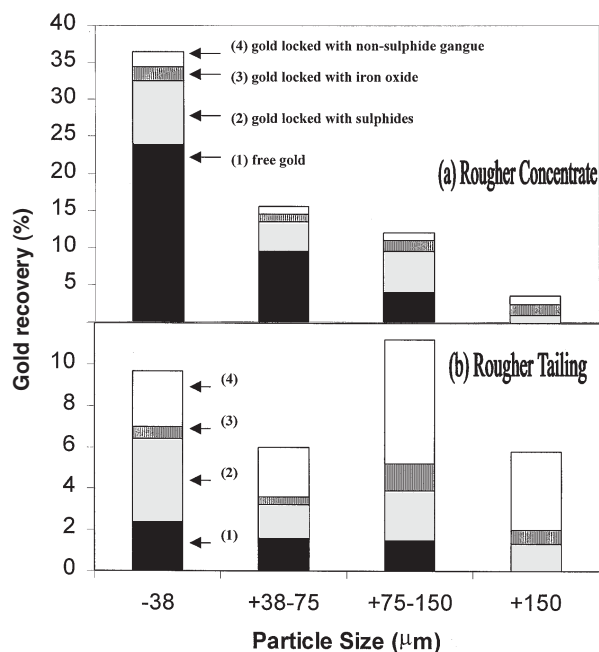 40
35
30
25
20
15
10
5
(4) gold locked with non-sulphide gangue
(3) gold locked with iron oxide
(2) gold locked with sulphides
(1) free gold
(a) Rougher Concentrate
Gold recovery (%)
10
8
6
4
2
0
(4)
(3)
(2)
(1)
(b) Rougher Tailing
-38
+38-75
+75-150
+150
Particle Size (μm)